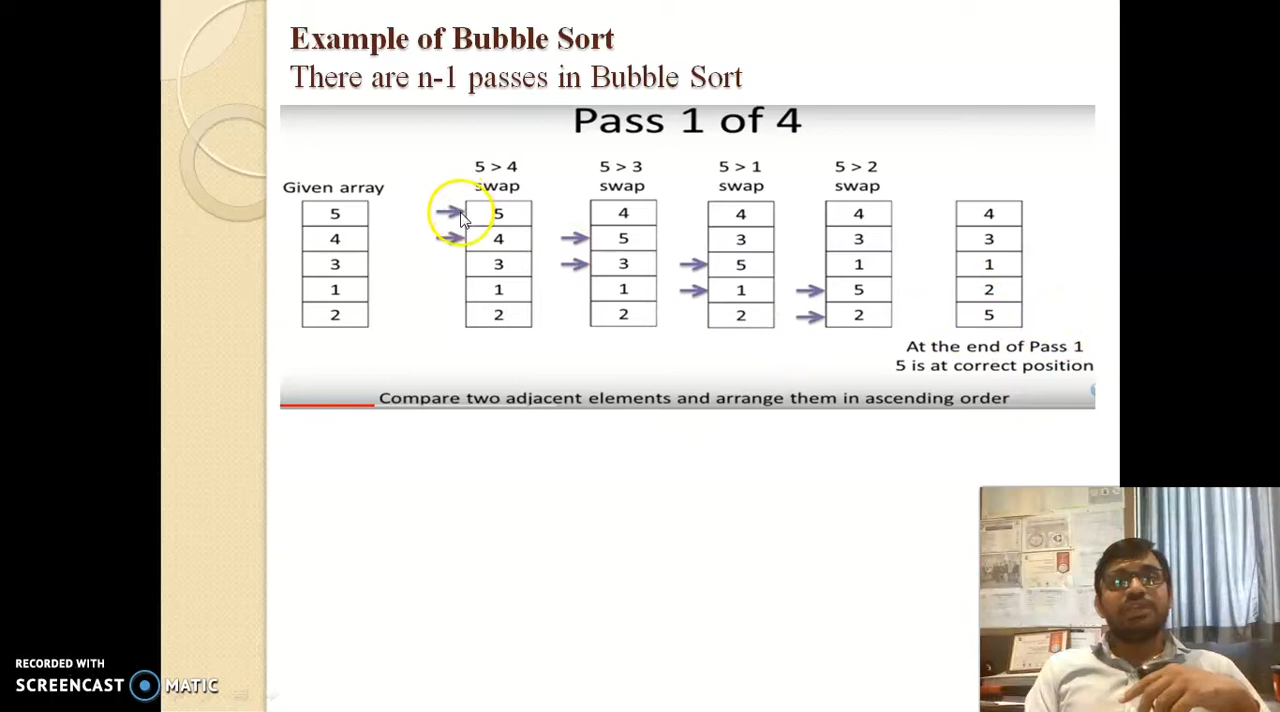 Example of Bubble Sort
There are n-1 passes in Bubble Sort
Pass 1 of 4
Given array
5
4
3
1
2
5 > 4
swap
5
4
3
1
2
5 > 3
swap
4
5
3
1
2
5 > 1
swap
4
3
5
1
2
5 > 2
swap
4
3
1
5
2
4
3
1
2
5
At the end of Pass 1
5 is at correct position
Compare two adjacent elements and arrange them in ascending order
RECORDED WITH
SCREENCAST MATIC